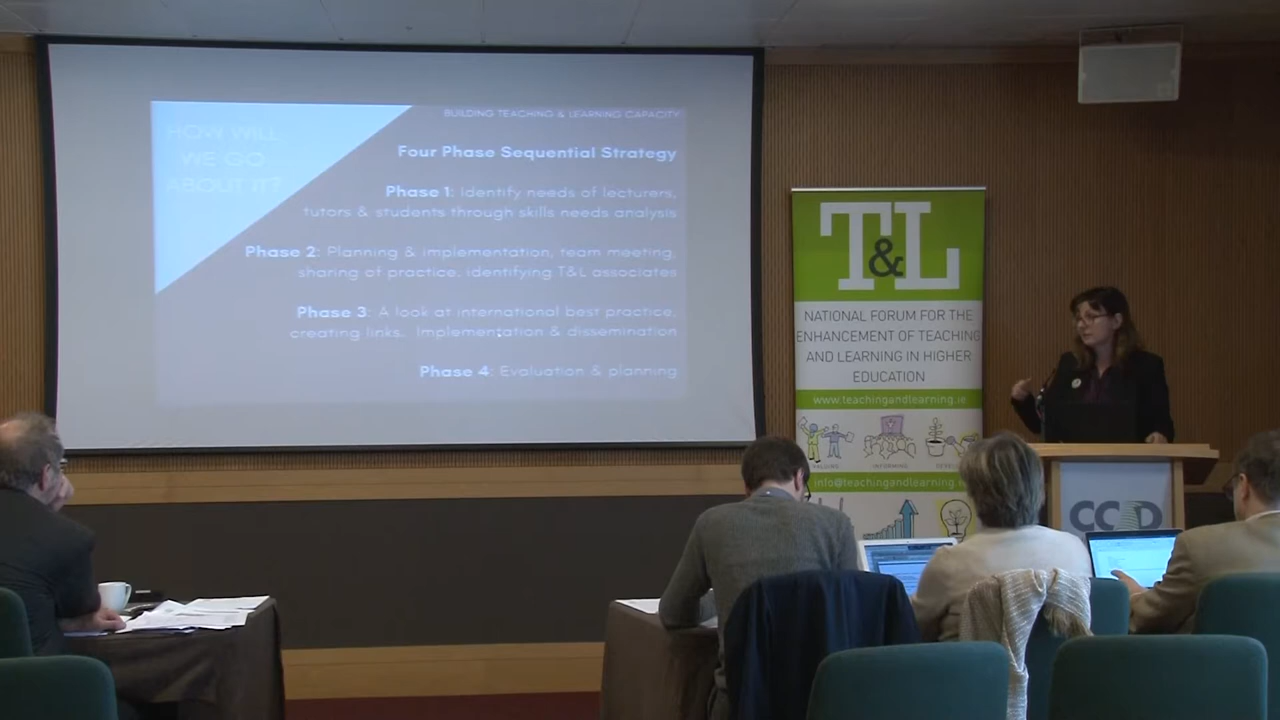 HOW WILL
WE GO
ABOUT IT?
BUILDING TEACHING & LEARNING CAPACITY
Four Phase Sequential Strategy
Phase 1: Identify needs of lecturers,
tutors & students through skills needs analysis
Phase 2: Planning & implementation, team meeting,
sharing of practice, identifying T&L associates
Phase 3: A look at international best practice,
creating links. Implementation & dissemination
Phase 4: Evaluation & planning
T&L
NATIONAL FORUM FOR THE
ENHANCEMENT OF TEACHING
AND LEARNING IN HIGHER
EDUCATION
www.teachingandlearning.ie
VALUING INFORMING
info@teachingandlearning.ie
CCD